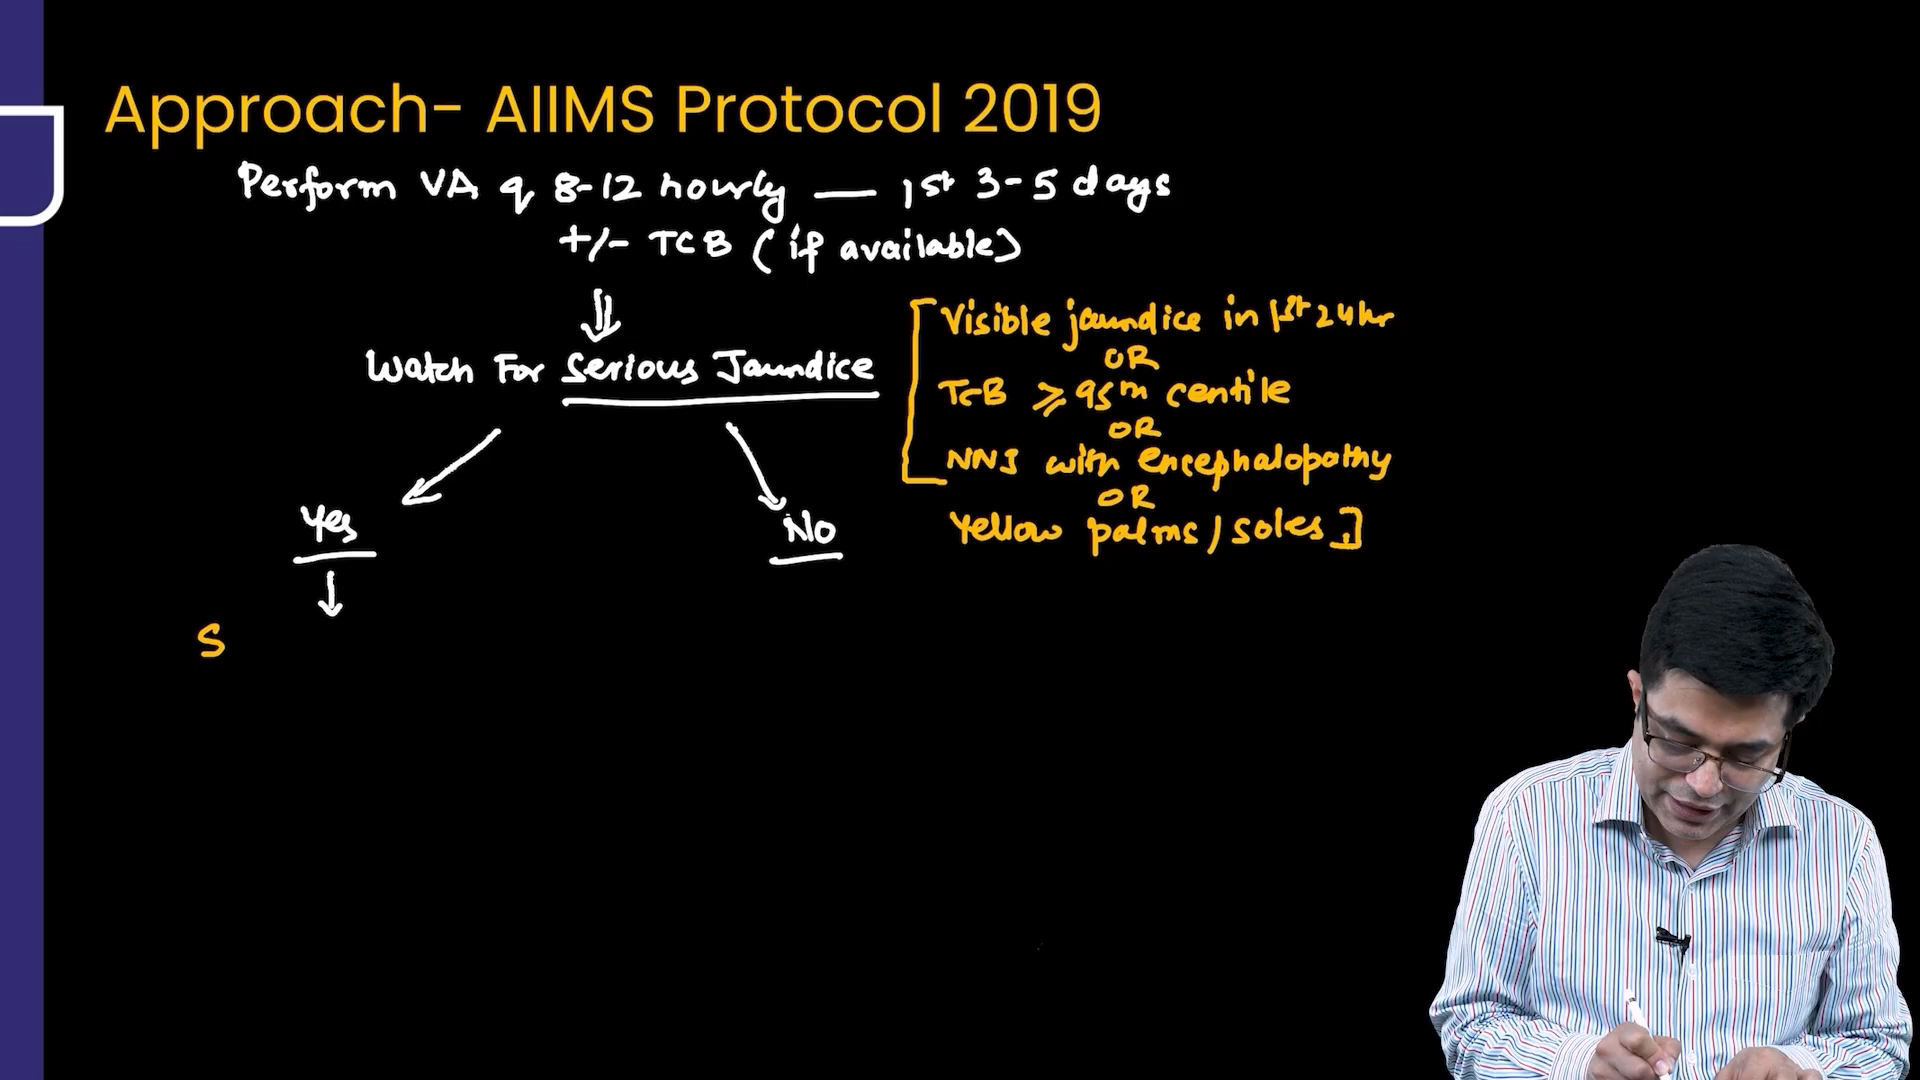 Approach- AIIMS Protocol 2019
Perform VA q 8-12 hourly — 1st 3-5 days
+/- TCB (if available)
Watch For Serious Jaundice
[Visible jaundice in 1st 24hr
OR
TcB ≥ 95th centile
OR
NNJ with encephalopathy
OR
Yellow palms/soles]
Yes
No
S